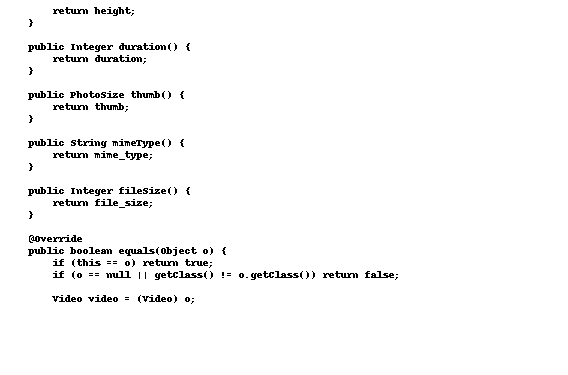 return height;
    }

    public Integer duration() {
        return duration;
    }

    public PhotoSize thumb() {
        return thumb;
    }

    public String mimeType() {
        return mime_type;
    }

    public Integer fileSize() {
        return file_size;
    }

    @Override
    public boolean equals(Object o) {
        if (this == o) return true;
        if (o == null || getClass() != o.getClass()) return false;

        Video video = (Video) o;